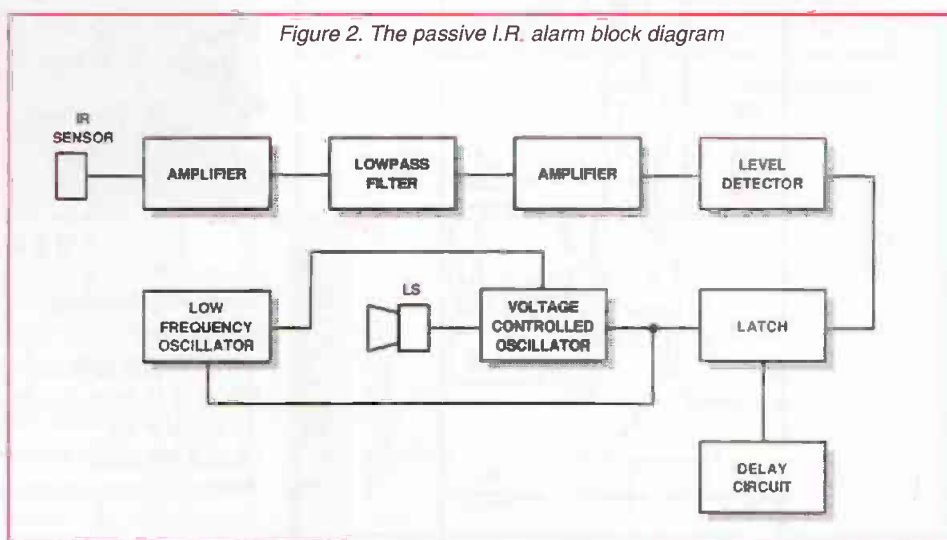 Figure 2. The passive I.R. alarm block diagram
IR
SENSOR
AMPLIFIER
LOWPASS
FILTER
AMPLIFIER
LEVEL
DETECTOR
LOW
FREQUENCY
OSCILLATOR
LS
VOLTAGE
CONTROLLED
OSCILLATOR
LATCH
DELAY
CIRCUIT